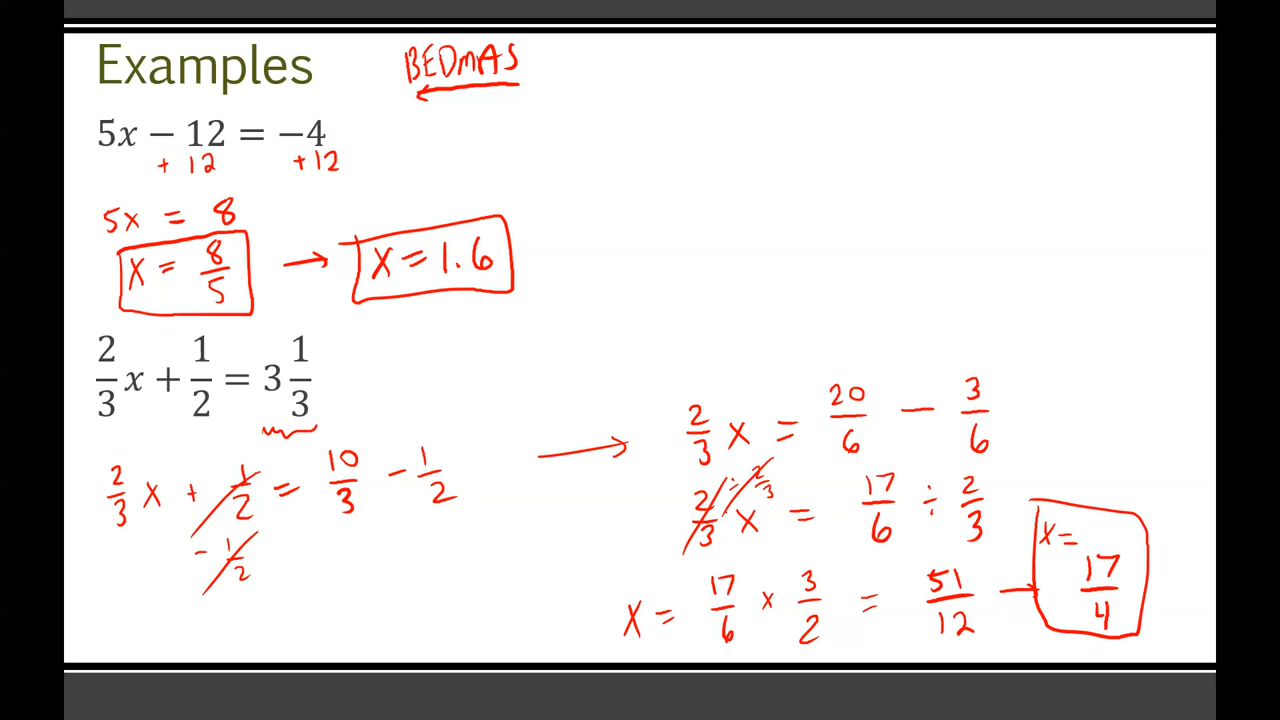 Examples BEDMAS
5x − 12 = −4
+ 12 +12
5x = 8
x = 8/5 → x = 1.6
2/3 x + 1/2 = 3 1/3
2/3 x + 1/2 = 10/3 − 1/2
− 1/2
→ 2/3 x = 20/6 − 3/6
2/3 ÷ 2/3 x = 17/6 ÷ 2/3
x = 17/6 × 3/2 = 51/12 → x = 17/4